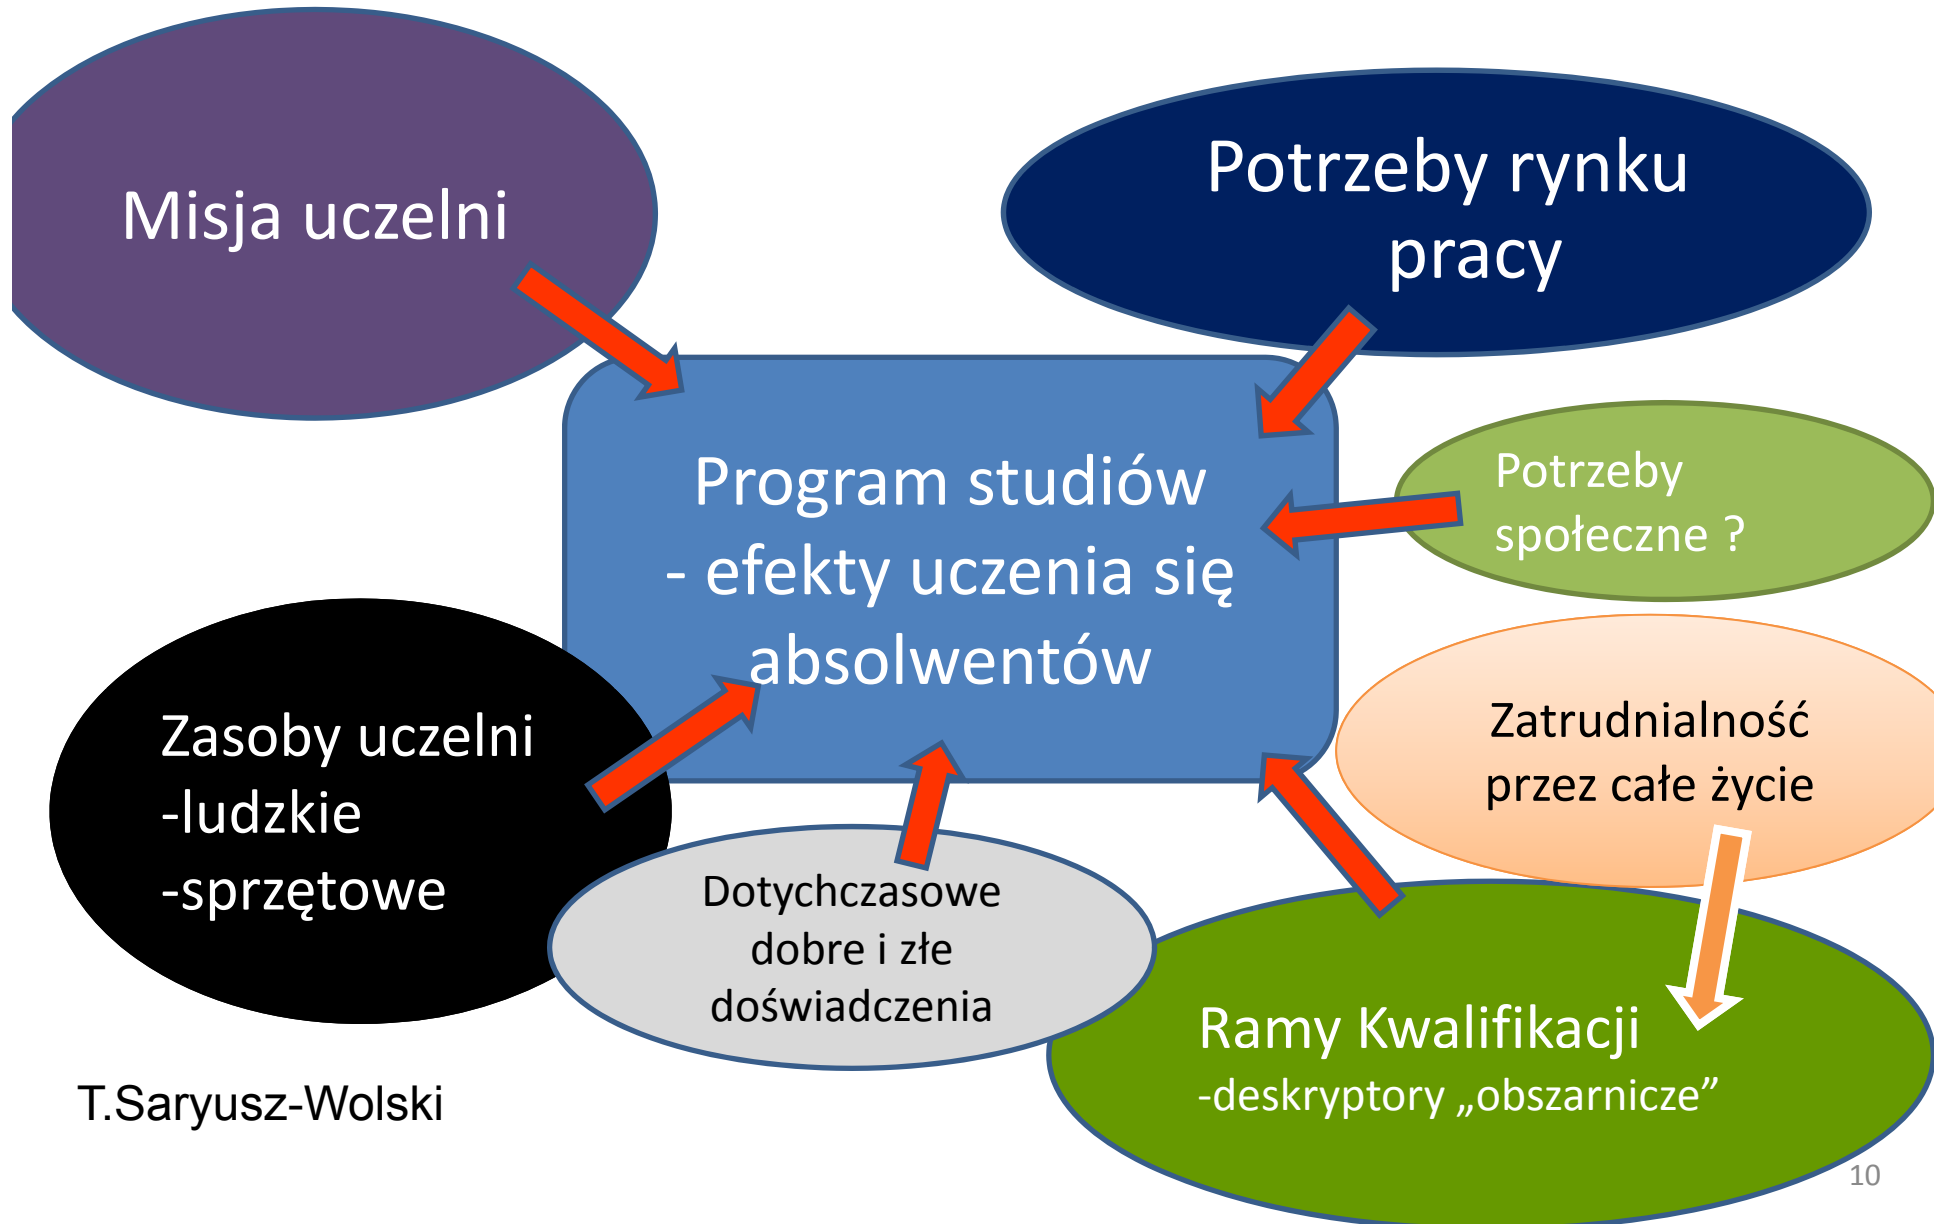 Misja uczelni
Potrzeby rynku
pracy
Program studiów
- efekty uczenia się
absolwentów
Potrzeby
społeczne ?
Zatrudnialność
przez całe życie
Zasoby uczelni
-ludzkie
-sprzętowe
Dotychczasowe
dobre i złe
doświadczenia
Ramy Kwalifikacji
-deskryptory „obszarnicze”
T.Saryusz-Wolski
10